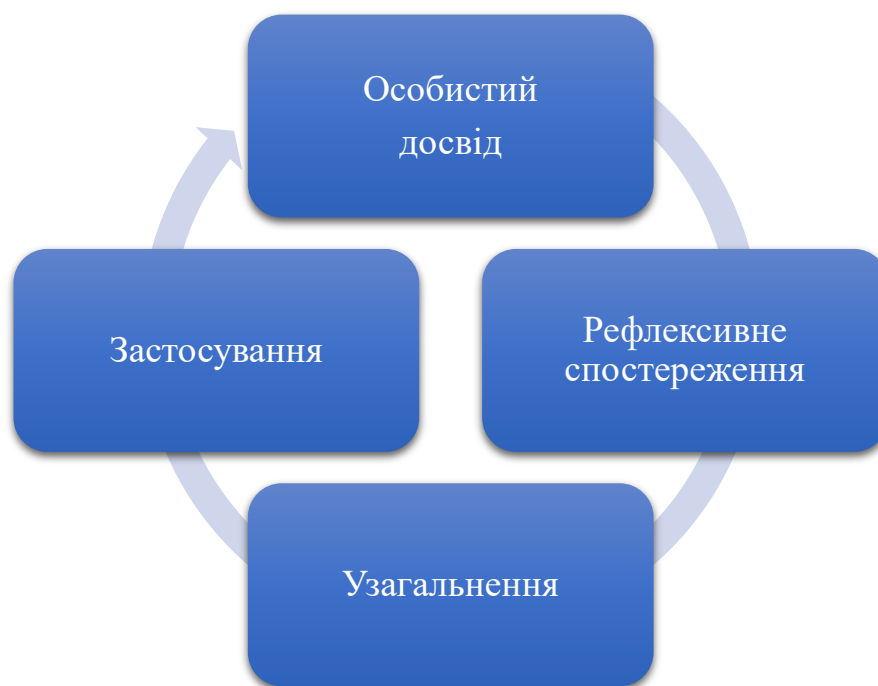 Особистий
досвід
Рефлексивне
спостереження
Узагальнення
Застосування